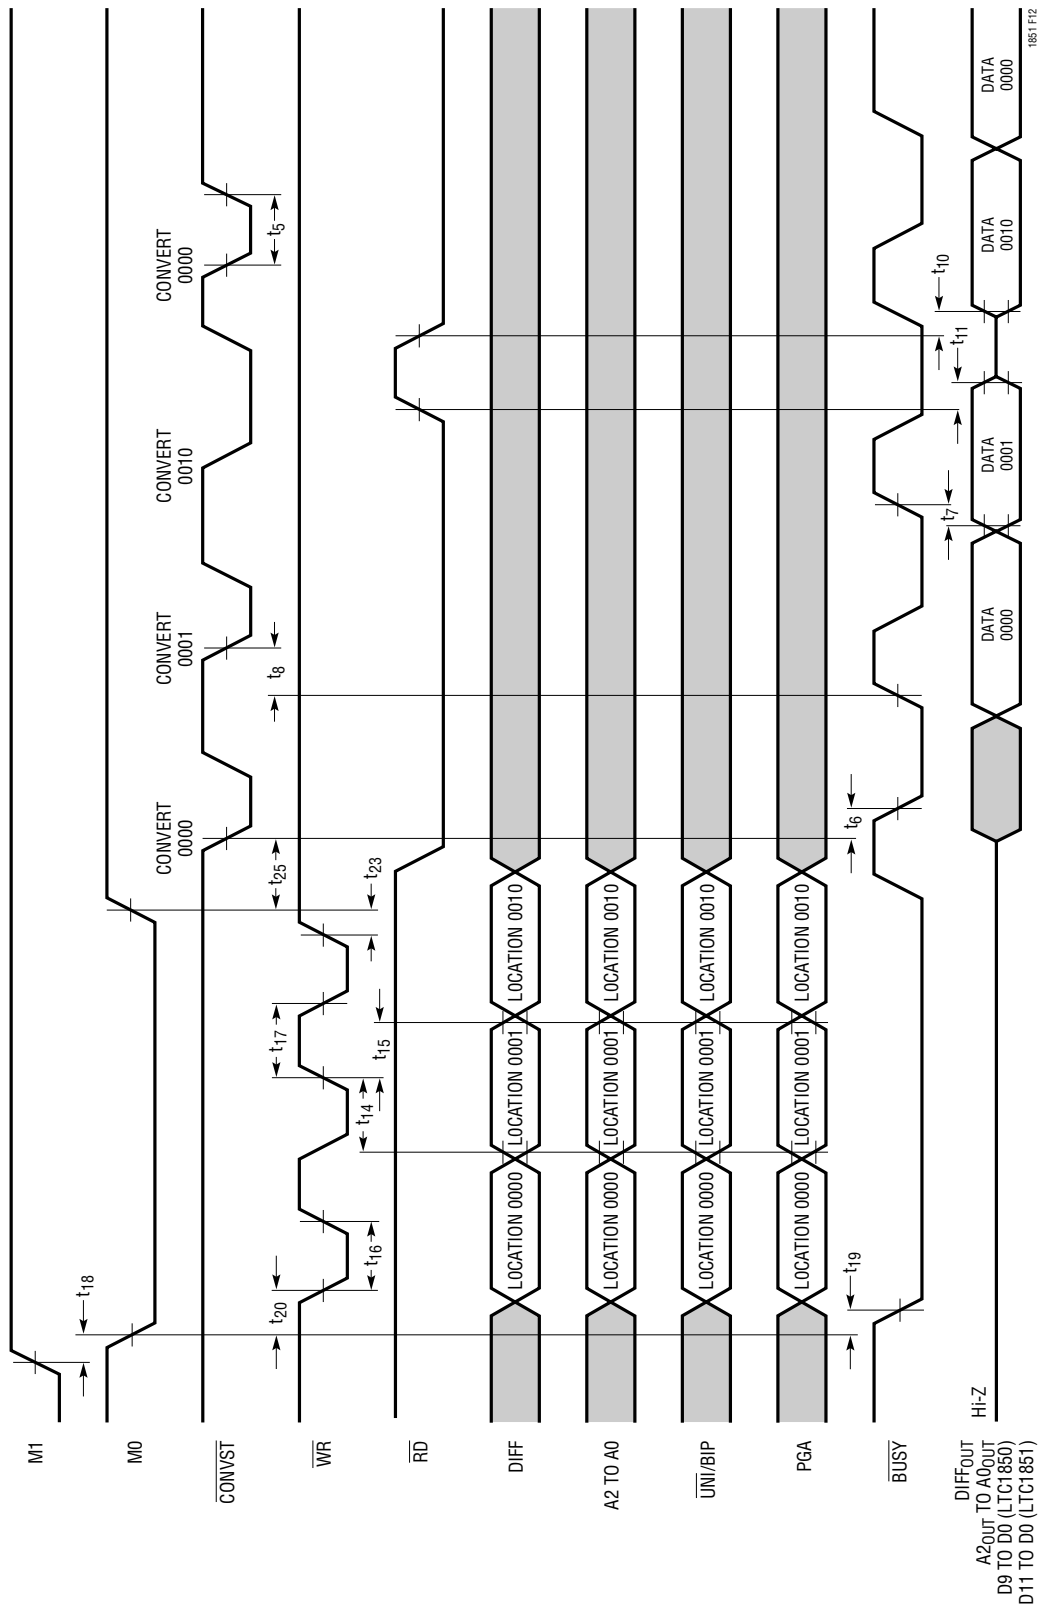 M1
t18
M0
CONVERT 0000
CONVERT 0001
CONVERT 0010
CONVERT 0000
CONVST
t25
t8
t5
WR
t20
t16
t14
t17
t15
t23
RD
DIFF
LOCATION 0000
LOCATION 0001
LOCATION 0010
A2 TO A0
LOCATION 0000
LOCATION 0001
LOCATION 0010
UNI/BIP
LOCATION 0000
LOCATION 0001
LOCATION 0010
PGA
LOCATION 0000
LOCATION 0001
LOCATION 0010
t19
t6
BUSY
t7
t11
t10
DIFFOUT
A2OUT TO A0OUT
D9 TO D0 (LTC1850)
D11 TO D0 (LTC1851)
Hi-Z
DATA 0000
DATA 0001
DATA 0010
DATA 0000
1851 F12